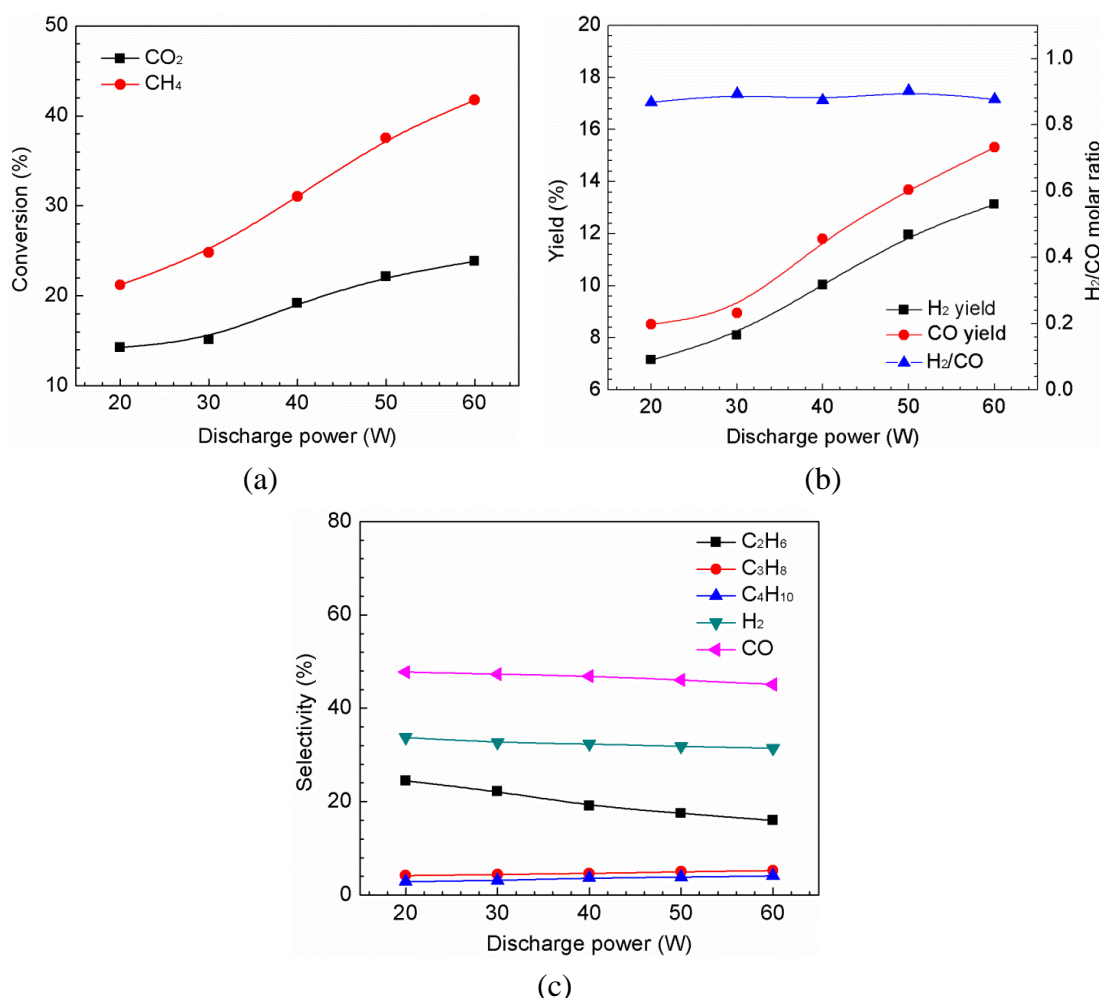 50
40
30
20
10
Conversion (%)
CO₂
CH₄
20 30 40 50 60
Discharge power (W)
(a)
20
18
16
14
12
10
8
6
Yield (%)
1.0
0.8
0.6
0.4
0.2
0.0
H₂/CO molar ratio
H₂ yield
CO yield
H₂/CO
20 30 40 50 60
Discharge power (W)
(b)
80
60
40
20
0
Selectivity (%)
C₂H₆
C₃H₈
C₄H₁₀
H₂
CO
20 30 40 50 60
Discharge power (W)
(c)